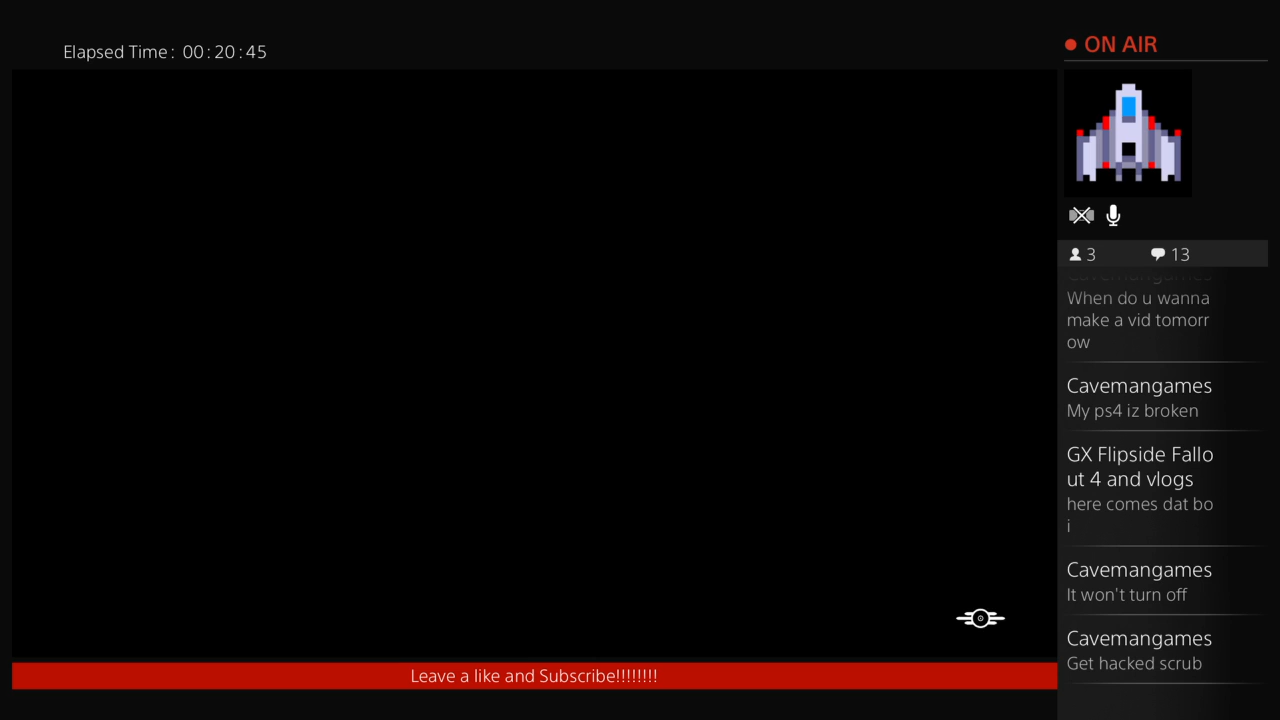 Elapsed Time: 00:20:45
ON AIR
3 13
Cavemangames
When do u wanna
make a vid tomorr
ow
Cavemangames
My ps4 iz broken
GX Flipside Fallo
ut 4 and vlogs
here comes dat bo
i
Cavemangames
It won't turn off
Cavemangames
Get hacked scrub
Leave a like and Subscribe!!!!!!!!